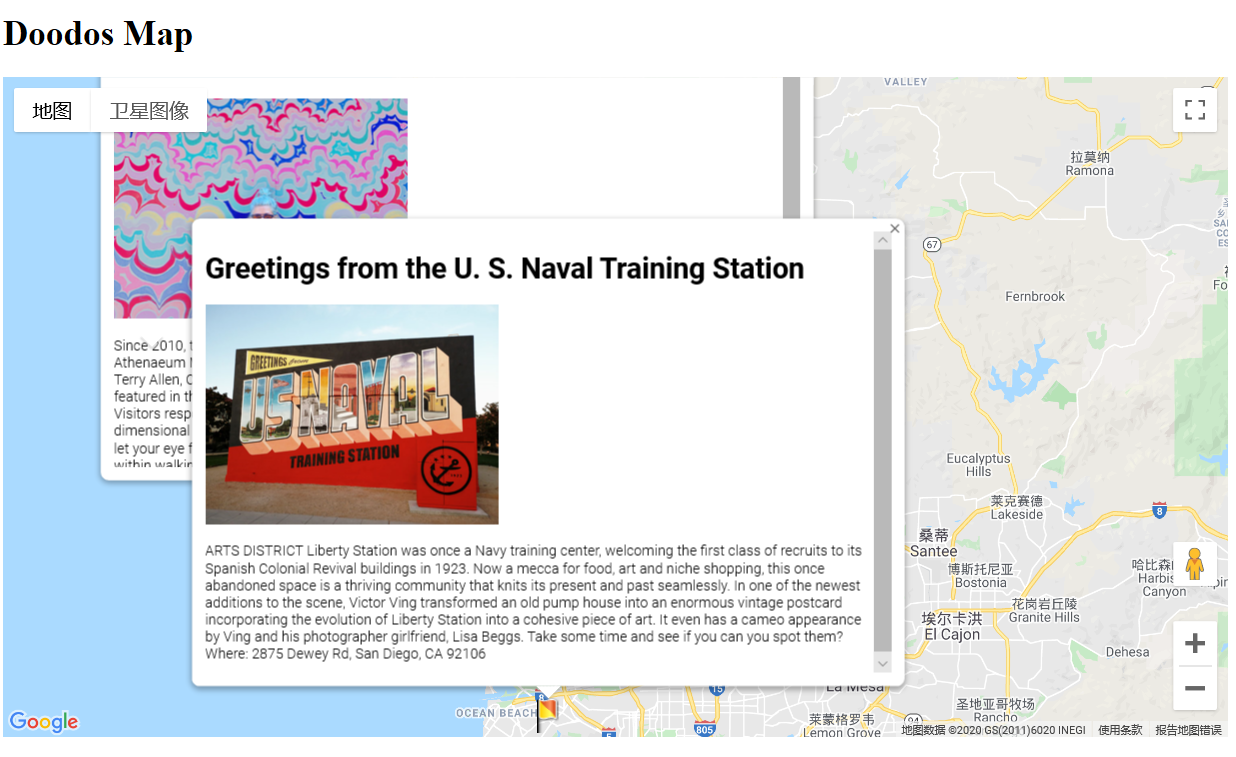 Doodos Map
地图
卫星图像
VALLEY
拉莫纳
Ramona
67
Fernbrook
Since 2010,
Athenaeum
Terry Allen,
featured in
Visitors resp
dimensional
let your eye
within
Greetings from the U. S. Naval Training Station
GREETINGS
US NAVAL
TRAINING STATION
ARTS DISTRICT Liberty Station was once a Navy training center, welcoming the first class of recruits to its
Spanish Colonial Revival buildings in 1923. Now a mecca for food, art and niche shopping, this once
abandoned space is a thriving community that knits its present and past seamlessly. In one of the newest
additions to the scene, Victor Ving transformed an old pump house into an enormous vintage postcard
incorporating the evolution of Liberty Station into a cohesive piece of art. It even has a cameo appearance
by Ving and his photographer girlfriend, Lisa Beggs. Take some time and see if you can you spot them?
Where: 2875 Dewey Rd, San Diego, CA 92106
Eucalyptus
Hills
莱克赛德
Lakeside
8
桑蒂
Santee
博斯托尼亚
Bostonia
哈比森
Harbis
Canyon
花岗岩丘陵
Granite Hills
埃尔卡洪
El Cajon
Dehesa
La Mesa
8
15
OCEAN BEACH
5
805
圣地亚哥牧场
Rancho
莱蒙格罗韦
Lemon Grove
94
Google
地图数据 ©2020 GS(2011)6020 INEGI
使用条款
报告地图错误